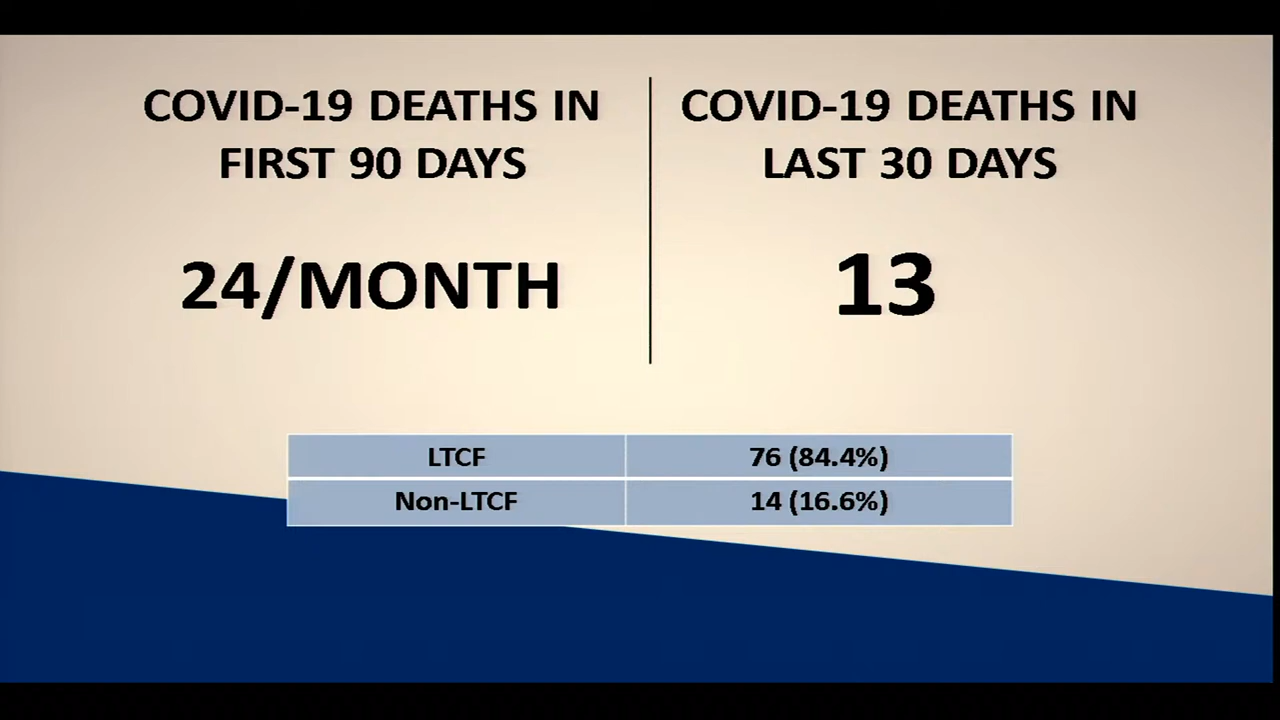 COVID-19 DEATHS IN
FIRST 90 DAYS
24/MONTH
COVID-19 DEATHS IN
LAST 30 DAYS
13
LTCF 76 (84.4%)
Non-LTCF 14 (16.6%)